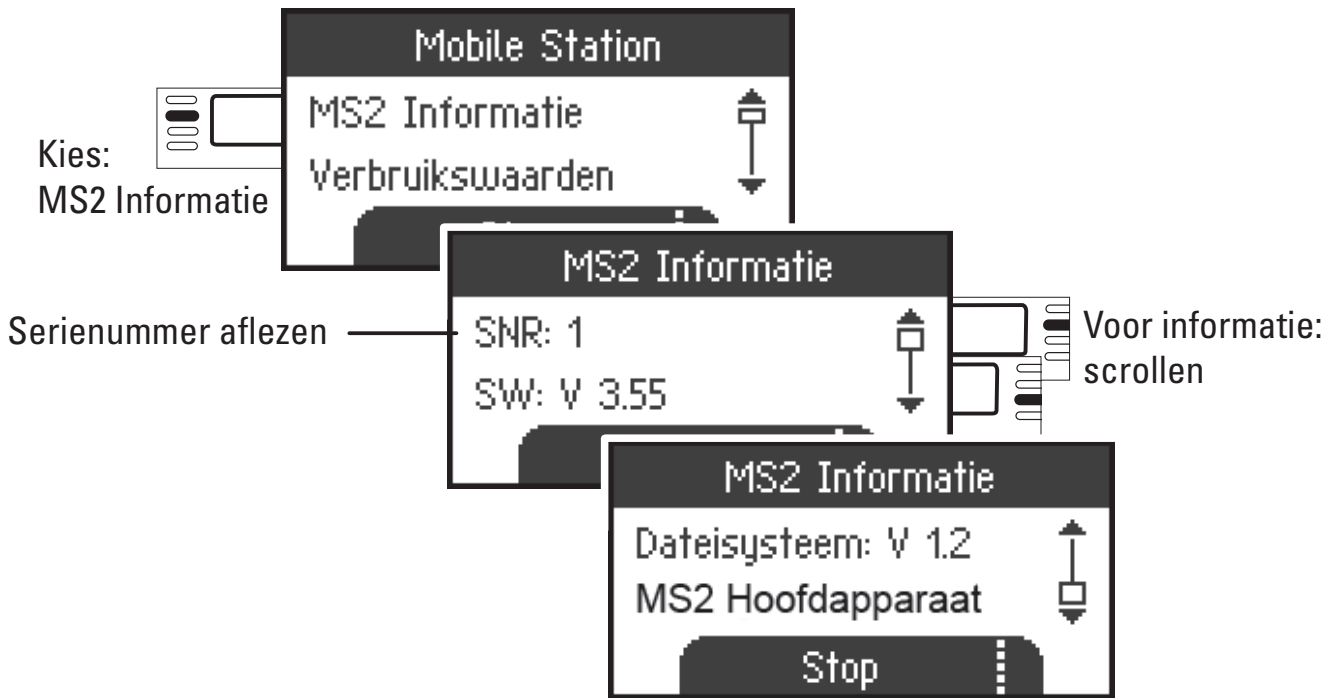 Mobile Station
MS2 Informatie
Verbruikswaarden
Kies:
MS2 Informatie
MS2 Informatie
SNR: 1
SW: V 3.55
Serienummer aflezen
Voor informatie:
scrollen
MS2 Informatie
Dateisysteem: V 1.2
MS2 Hoofdapparaat
Stop